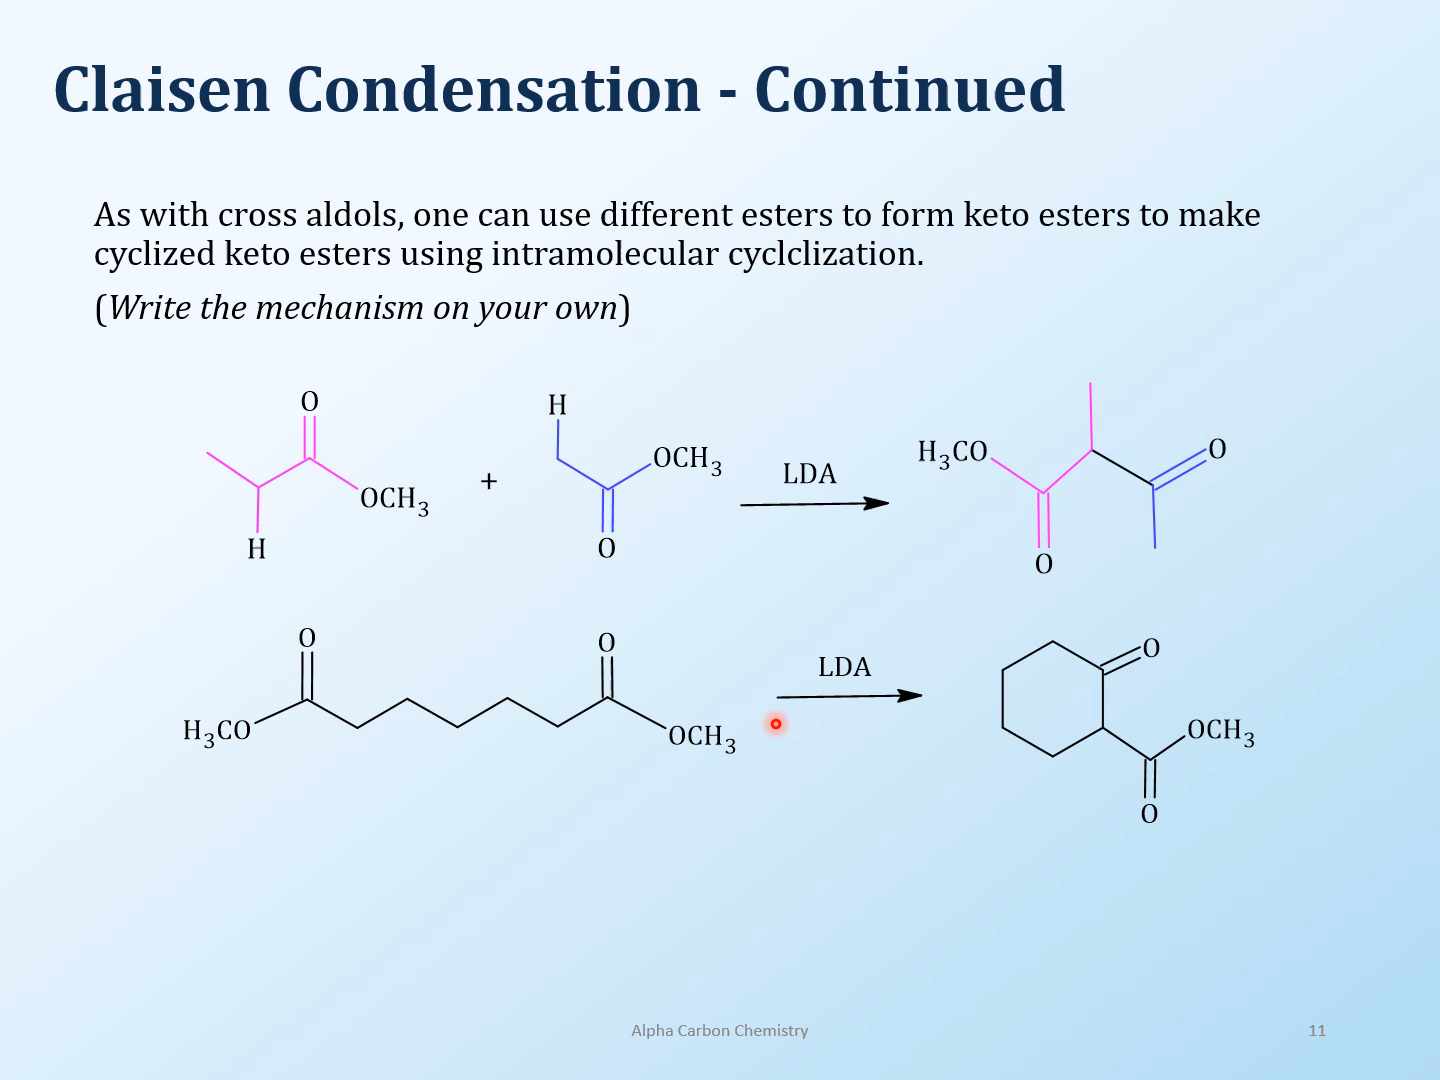 Claisen Condensation - Continued
As with cross aldols, one can use different esters to form keto esters to make
cyclized keto esters using intramolecular cyclclization.
(Write the mechanism on your own)
O
OCH3
H
+
H
OCH3
O
LDA
H3CO
O
O
O
H3CO
O
OCH3
LDA
O
OCH3
O
Alpha Carbon Chemistry
11